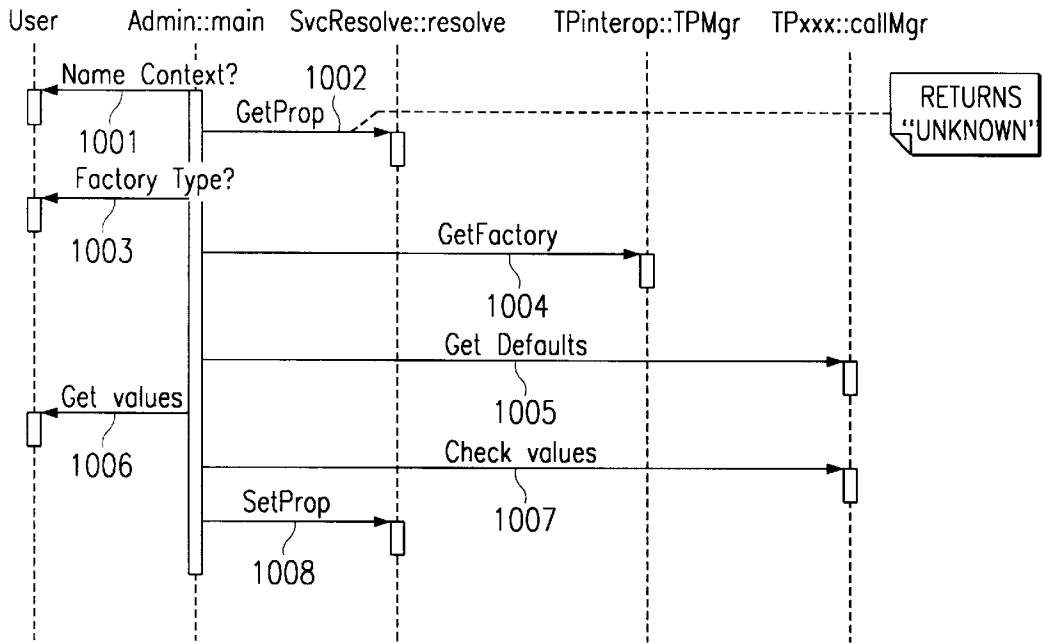 User Admin::main SvcResolve::resolve TPinterop::TPMgr TPxxx::callMgr
Name Context?
1001
1002
GetProp
RETURNS
"UNKNOWN"
Factory Type?
1003
GetFactory
1004
Get Defaults
1005
Get values
1006
Check values
1007
SetProp
1008